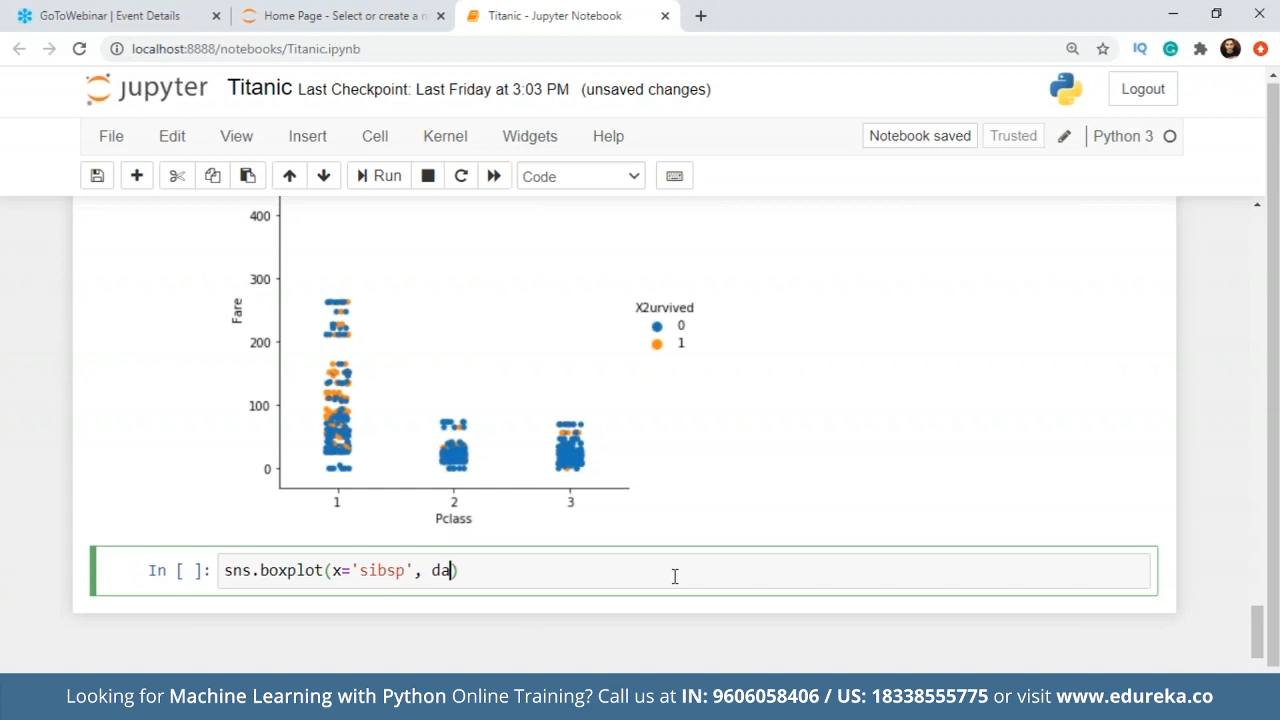 GoToWebinar | Event Details
Home Page - Select or create a n
Titanic - Jupyter Notebook
localhost:8888/notebooks/Titanic.ipynb
IQ
jupyter Titanic Last Checkpoint: Last Friday at 3:03 PM (unsaved changes)
Logout
File Edit View Insert Cell Kernel Widgets Help
Notebook saved Trusted Python 3
Run Code
400
300
200
100
0
Fare
1 2 3
Pclass
X2urvived
0
1
In [ ]: sns.boxplot(x='sibsp', da)
Looking for Machine Learning with Python Online Training? Call us at IN: 9606058406 / US: 18338555775 or visit www.edureka.co